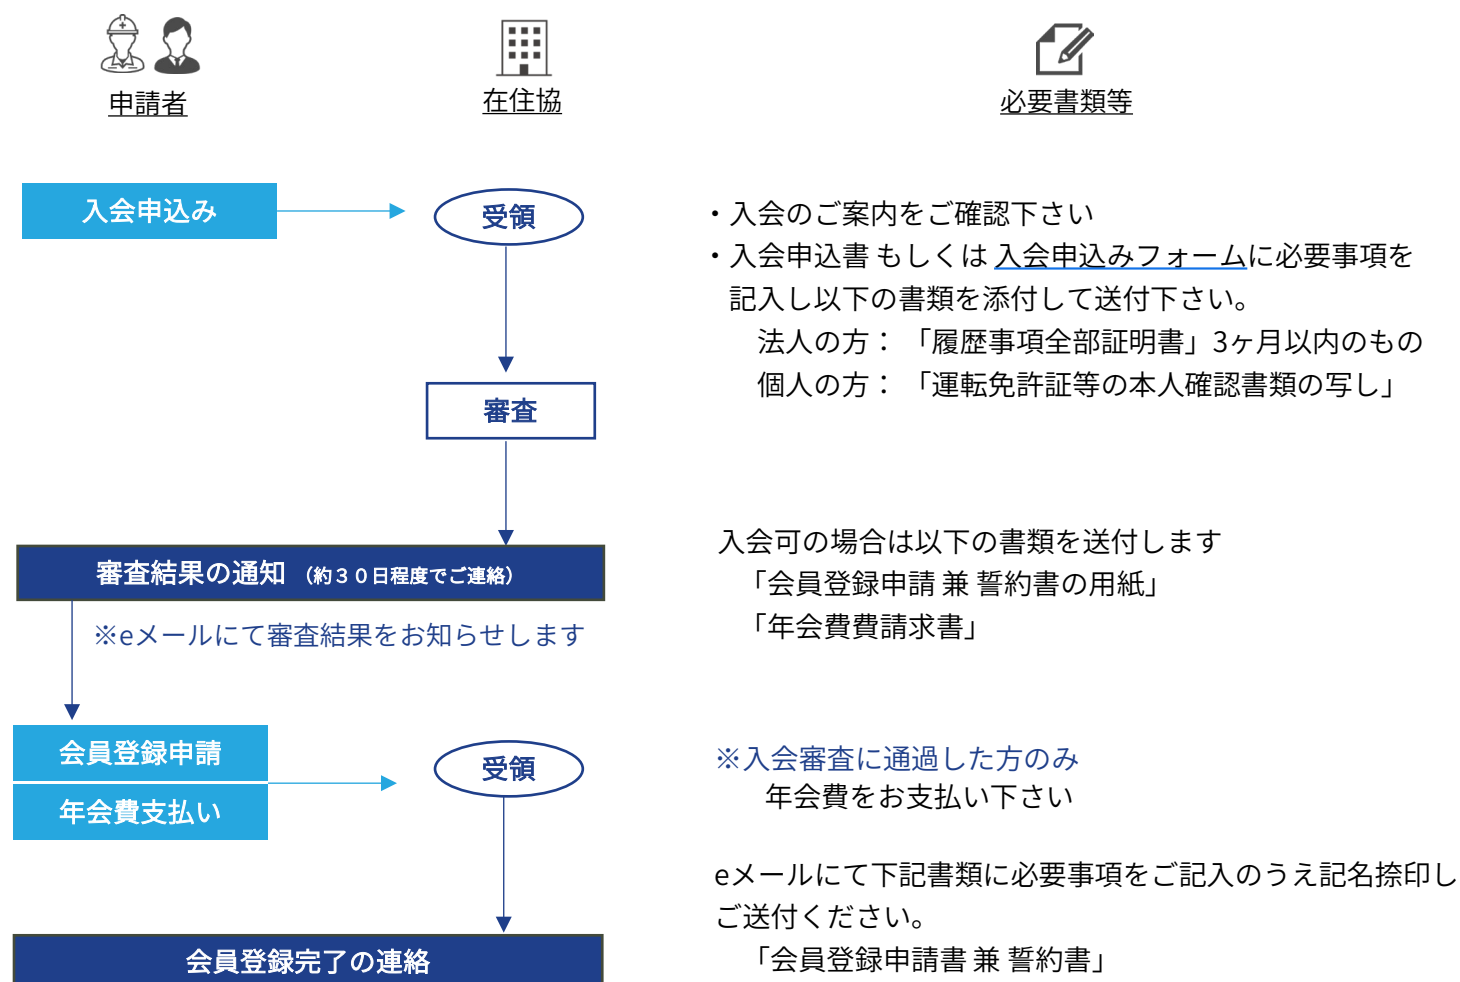 申請者
在住協
必要書類等
入会申込み
受領
・入会のご案内をご確認下さい
・入会申込書 もしくは 入会申込みフォームに必要事項を
記入し以下の書類を添付して送付下さい。
法人の方：「履歴事項全部証明書」3ヶ月以内のもの
個人の方：「運転免許証等の本人確認書類の写し」
審査
審査結果の通知（約３０日程度でご連絡）
※eメールにて審査結果をお知らせします
入会可の場合は以下の書類を送付します
「会員登録申請 兼 誓約書の用紙」
「年会費費請求書」
会員登録申請
年会費支払い
受領
※入会審査に通過した方のみ
年会費をお支払い下さい
eメールにて下記書類に必要事項をご記入のうえ記名捺印し
ご送付ください。
「会員登録申請書 兼 誓約書」
会員登録完了の連絡